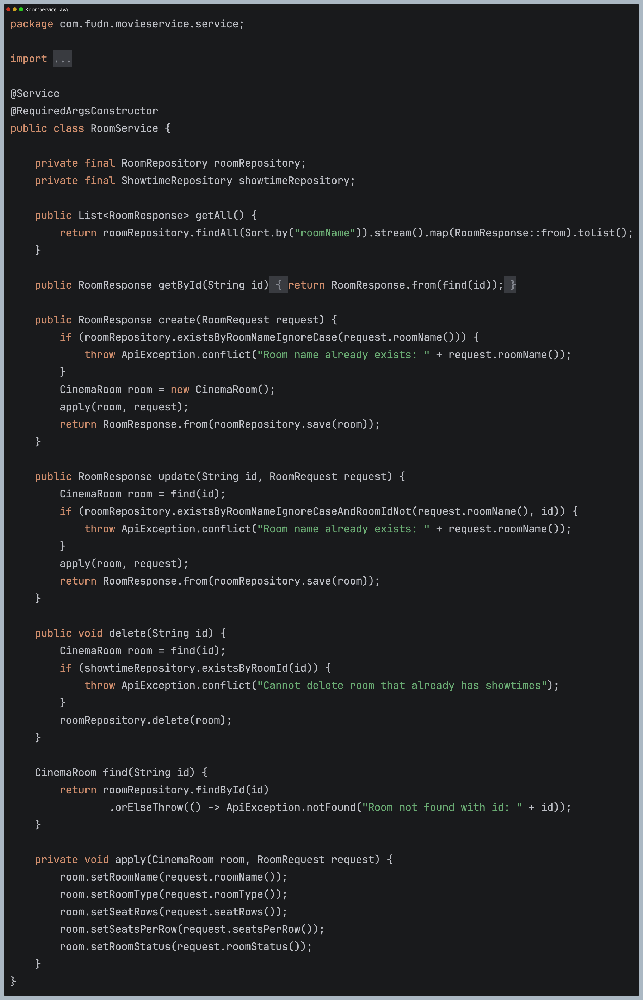 RoomService.java
package com.fudn.movieservice.service;
import ...
@Service
@RequiredArgsConstructor
public class RoomService {
    private final RoomRepository roomRepository;
    private final ShowtimeRepository showtimeRepository;
    public List<RoomResponse> getAll() {
        return roomRepository.findAll(Sort.by("roomName")).stream().map(RoomResponse::from).toList();
    }
    public RoomResponse getById(String id) { return RoomResponse.from(find(id)); }
    public RoomResponse create(RoomRequest request) {
        if (roomRepository.existsByRoomNameIgnoreCase(request.roomName())) {
            throw ApiException.conflict("Room name already exists: " + request.roomName());
        }
        CinemaRoom room = new CinemaRoom();
        apply(room, request);
        return RoomResponse.from(roomRepository.save(room));
    }
    public RoomResponse update(String id, RoomRequest request) {
        CinemaRoom room = find(id);
        if (roomRepository.existsByRoomNameIgnoreCaseAndRoomIdNot(request.roomName(), id)) {
            throw ApiException.conflict("Room name already exists: " + request.roomName());
        }
        apply(room, request);
        return RoomResponse.from(roomRepository.save(room));
    }
    public void delete(String id) {
        CinemaRoom room = find(id);
        if (showtimeRepository.existsByRoomId(id)) {
            throw ApiException.conflict("Cannot delete room that already has showtimes");
        }
        roomRepository.delete(room);
    }
    CinemaRoom find(String id) {
        return roomRepository.findById(id)
                .orElseThrow(() -> ApiException.notFound("Room not found with id: " + id));
    }
    private void apply(CinemaRoom room, RoomRequest request) {
        room.setRoomName(request.roomName());
        room.setRoomType(request.roomType());
        room.setSeatRows(request.seatRows());
        room.setSeatsPerRow(request.seatsPerRow());
        room.setRoomStatus(request.roomStatus());
    }
}